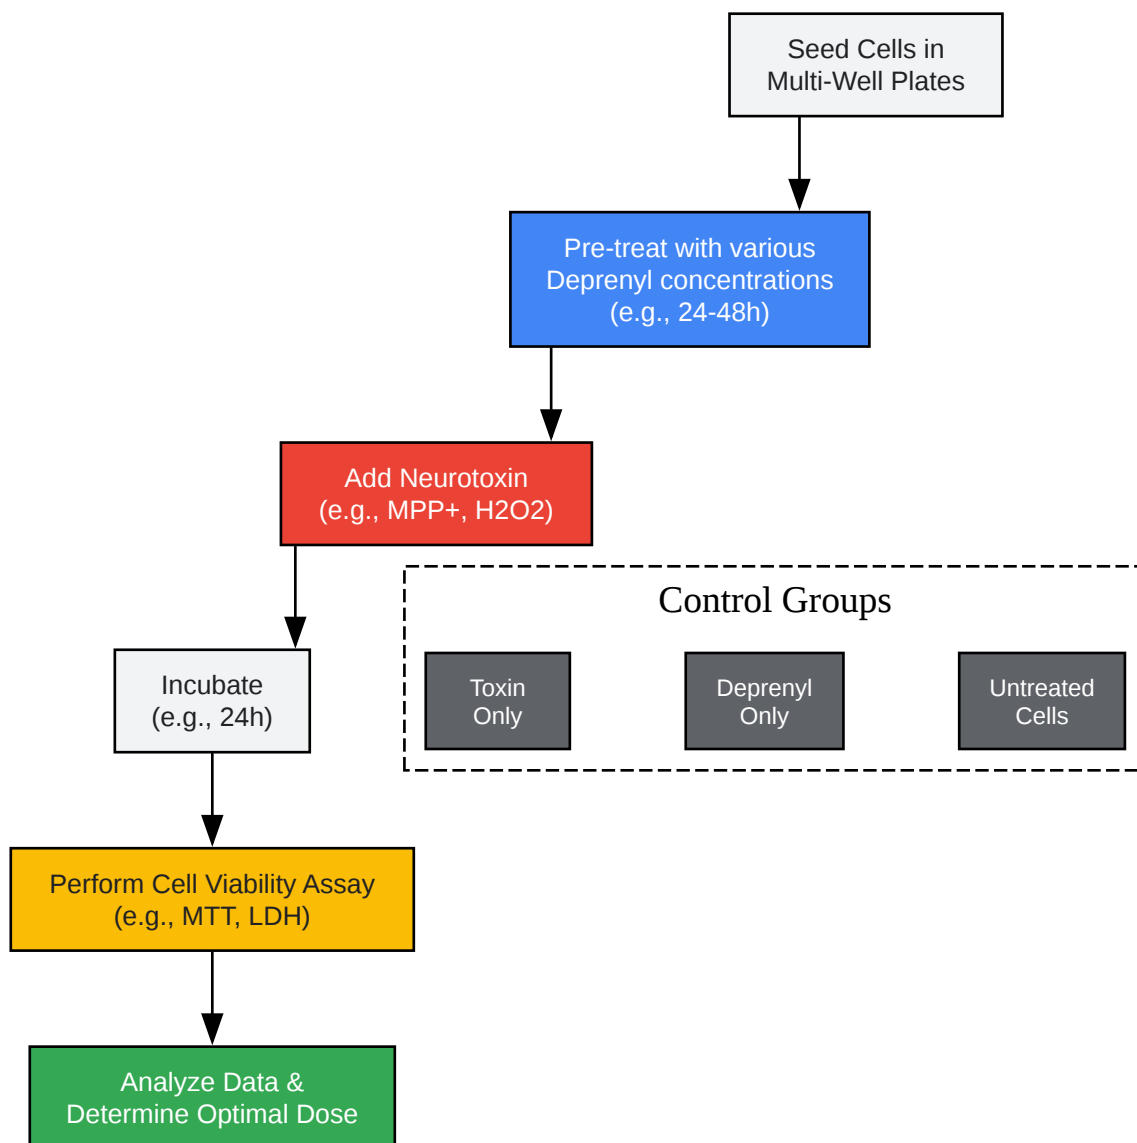 Seed Cells in
Multi-Well Plates
Pre-treat with various
Deprenyl concentrations
(e.g., 24-48h)
Add Neurotoxin
(e.g., MPP+, H2O2)
Control Groups
Incubate
(e.g., 24h)
Toxin
Only
Deprenyl
Only
Untreated
Cells
Perform Cell Viability Assay
(e.g., MTT, LDH)
Analyze Data &
Determine Optimal Dose